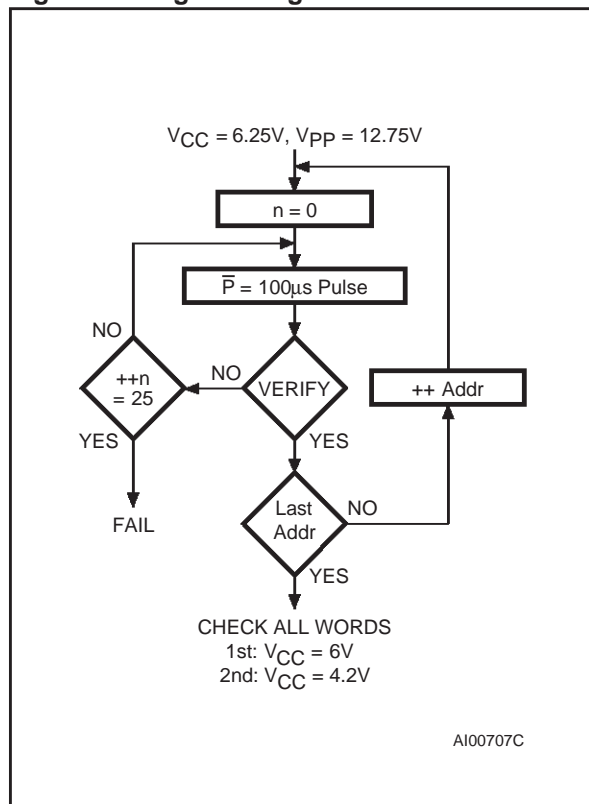 VCC = 6.25V, VPP = 12.75V
n = 0
P̅ = 100µs Pulse
NO
++n
= 25
NO
VERIFY
++ Addr
YES
YES
FAIL
Last
Addr
NO
YES
CHECK ALL WORDS
1st: VCC = 6V
2nd: VCC = 4.2V
AI00707C